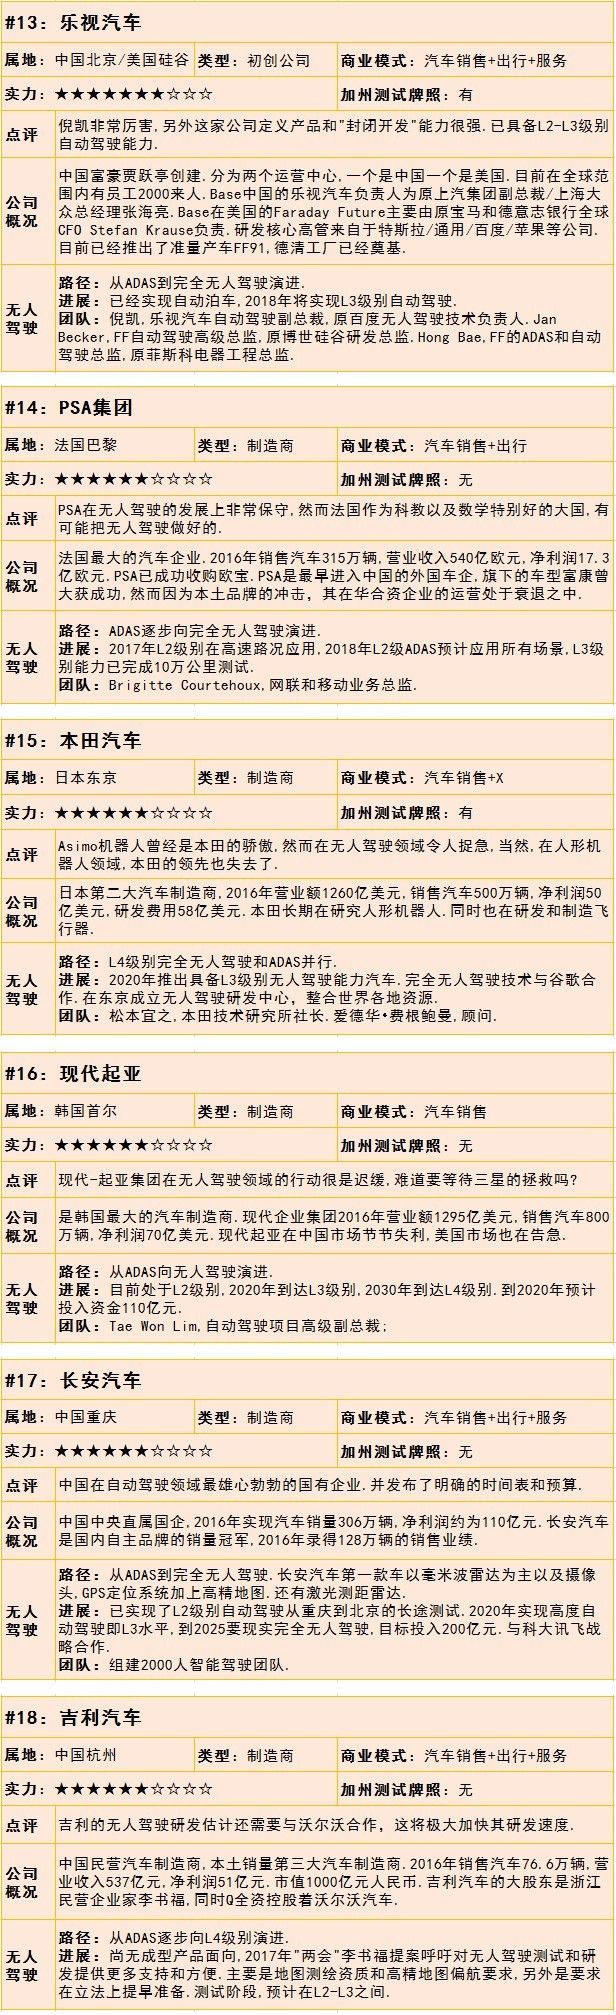 #13: 乐视汽车
属地: 中国北京/美国硅谷 类型: 初创公司 商业模式: 汽车销售+出行+服务
实力: ★★★★★★★☆☆☆ 加州测试牌照: 有
点评 倪凯非常厉害,另外这家公司定义产品和"封闭开发"能力很强.已具备L2-L3级别
自动驾驶能力.
公司
概况
中国富豪贾跃亭创建.分为两个运营中心,一个是中国一个是美国.目前在全球范
围内有员工2000来人.Base中国的乐视汽车负责人为原上汽集团副总裁/上海大
众总经理张海亮.Base在美国的Faraday Future主要由原宝马和德意志银行全球
CFO Stefan Krause负责.研发核心高管来自于特斯拉/通用/百度/苹果等公司.
目前已经推出了准量产车FF91,德清工厂已经奠基.
无人
驾驶
路径: 从ADAS到完全无人驾驶演进.
进展: 已经实现自动泊车,2018年将实现L3级别自动驾驶.
团队: 倪凯,乐视汽车自动驾驶副总裁,原百度无人驾驶技术负责人.Jan
Becker,FF自动驾驶高级总监,原博世硅谷研发总监.Hong Bae,FF的ADAS和自动
驾驶总监,原菲斯科电器工程总监.
#14: PSA集团
属地: 法国巴黎 类型: 制造商 商业模式: 汽车销售+出行
实力: ★★★★★★☆☆☆☆ 加州测试牌照: 无
点评 PSA在无人驾驶的发展上非常保守,然而法国作为科教以及数学特别好的大国,有
可能把无人驾驶做好的.
公司
概况
法国最大的汽车企业.2016年销售汽车315万辆,营业收入540亿欧元,净利润17.3
亿欧元.PSA已成功收购欧宝.PSA是最早进入中国的外国车企,旗下的车型富康曾
大获成功,然而因为本土品牌的冲击，其在华合资企业的运营处于衰退之中.
无人
驾驶
路径: ADAS逐步向完全无人驾驶演进.
进展: 2017年L2级别在高速路况应用,2018年L2级ADAS预计应用所有场景,L3级
别能力已完成10万公里测试.
团队: Brigitte Courtehoux,网联和移动业务总监.
#15: 本田汽车
属地: 日本东京 类型: 制造商 商业模式: 汽车销售+X
实力: ★★★★★★☆☆☆☆ 加州测试牌照: 有
点评 Asimo机器人曾经是本田的骄傲,然而在无人驾驶领域令人捉急,当然,在人形机
器人领域,本田的领先也失去了.
公司
概况
日本第二大汽车制造商,2016年营业额1260亿美元,销售汽车500万辆,净利润50
亿美元,研发费用58亿美元.本田长期在研究人形机器人.同时也在研发和制造飞
行器.
无人
驾驶
路径: L4级别完全无人驾驶和ADAS并行.
进展: 2020年推出具备L3级别无人驾驶能力汽车.完全无人驾驶技术与谷歌合
作.在东京成立无人驾驶研发中心，整合世界各地资源.
团队: 松本宜之,本田技术研究所社长.爱德华•费根鲍曼,顾问.
#16: 现代起亚
属地: 韩国首尔 类型: 制造商 商业模式: 汽车销售
实力: ★★★★★★☆☆☆☆ 加州测试牌照: 无
点评 现代-起亚集团在无人驾驶领域的行动很是迟缓,难道要等待三星的拯救吗?
公司
概况
是韩国最大的汽车制造商.现代企业集团2016年营业额1295亿美元,销售汽车800
万辆,净利润70亿美元.现代起亚在中国市场节节失利,美国市场也在告急.
无人
驾驶
路径: 从ADAS向无人驾驶演进.
进展: 目前处于L2级别,2020年到达L3级别,2030年到达L4级别.到2020年预计
投入资金110亿元.
团队: Tae Won Lim,自动驾驶项目高级副总裁;
#17: 长安汽车
属地: 中国重庆 类型: 制造商 商业模式: 汽车销售+出行+服务
实力: ★★★★★★☆☆☆☆ 加州测试牌照: 无
点评 中国在自动驾驶领域最雄心勃勃的国有企业.并发布了明确的时间表和预算.
公司
概况
中国中央直属国企,2016年实现汽车销量306万辆,净利润约为110亿元.长安汽车
是国内自主品牌的销量冠军,2016年录得128万辆的销售业绩.
无人
驾驶
路径: 从ADAS到完全无人驾驶.长安汽车第一款车以毫米波雷达为主以及摄像
头,GPS定位系统加上高精地图.还有激光测距雷达.
进展: 已实现了L2级别自动驾驶从重庆到北京的长途测试.2020年实现高度自
动驾驶即L3水平,到2025要现实完全无人驾驶,目标投入200亿元.与科大讯飞战
略合作.
团队: 组建2000人智能驾驶团队.
#18: 吉利汽车
属地: 中国杭州 类型: 制造商 商业模式: 汽车销售+出行+服务
实力: ★★★★★★☆☆☆☆ 加州测试牌照: 无
点评 吉利的无人驾驶研发估计还需要与沃尔沃合作，这将极大加快其研发速度.
公司
概况
中国民营汽车制造商,本土销量第三大汽车制造商.2016年销售汽车76.6万辆,营
业收入537亿元,净利润51亿元.市值1000亿元人民币.吉利汽车的大股东是浙江
民营企业家李书福,同时Q全资控股着沃尔沃汽车.
无人
驾驶
路径: 从ADAS逐步向L4级别演进.
进展: 尚无成型产品面向,2017年"两会"李书福提案呼吁对无人驾驶测试和研
发提供更多支持和方便.主要是地图测绘资质和高精地图偏航要求,另外是要求
在立法上提早准备.测试阶段,预计在L2-L3之间.